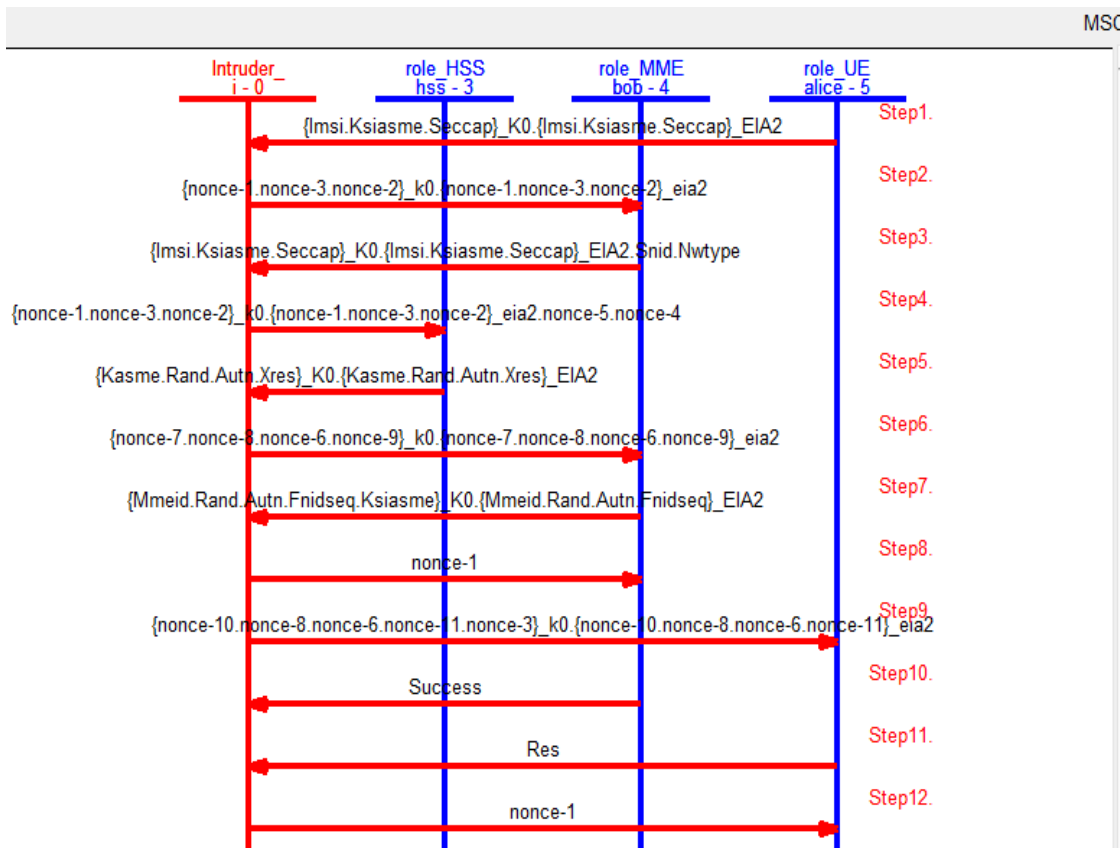 MSC
Intruder_ role_HSS role_MME role_UE
i - 0 hss - 3 bob - 4 alice - 5
Step1.
{Imsi.Ksiasme.Seccap}_K0.{Imsi.Ksiasme.Seccap}_EIA2
Step2.
{nonce-1.nonce-3.nonce-2}_k0.{nonce-1.nonce-3.nonce-2}_eia2
Step3.
{Imsi.Ksiasme.Seccap}_K0.{Imsi.Ksiasme.Seccap}_EIA2.Snid.Nwtype
Step4.
{nonce-1.nonce-3.nonce-2}_k0.{nonce-1.nonce-3.nonce-2}_eia2.nonce-5.nonce-4
Step5.
{Kasme.Rand.Autn.Xres}_K0.{Kasme.Rand.Autn.Xres}_EIA2
Step6.
{nonce-7.nonce-8.nonce-6.nonce-9}_k0.{nonce-7.nonce-8.nonce-6.nonce-9}_eia2
Step7.
{Mmeid.Rand.Autn.Fnidseq.Ksiasme}_K0.{Mmeid.Rand.Autn.Fnidseq}_EIA2
Step8.
nonce-1
Step9.
{nonce-10.nonce-8.nonce-6.nonce-11.nonce-3}_k0.{nonce-10.nonce-8.nonce-6.nonce-11}_eia2
Step10.
Success
Step11.
Res
Step12.
nonce-1